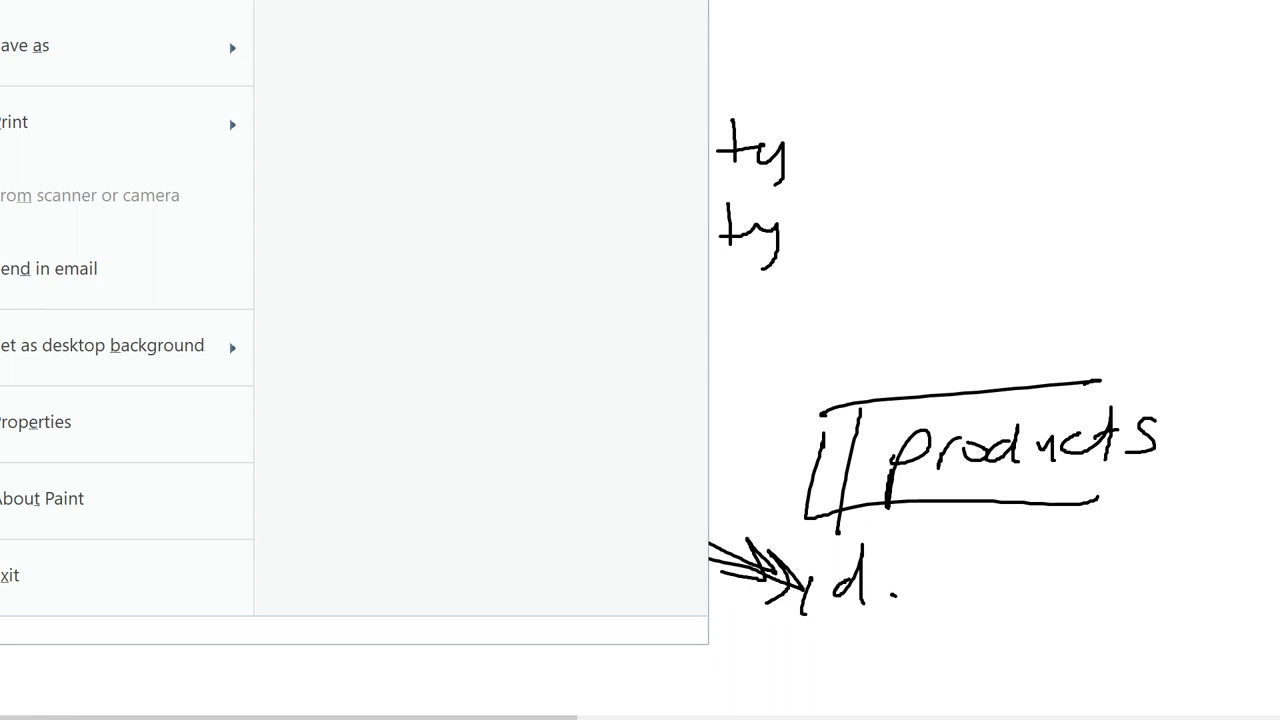 ave as
rint
rom scanner or camera
end in email
et as desktop background
roperties
About Paint
xit
ty
ty
products
d.